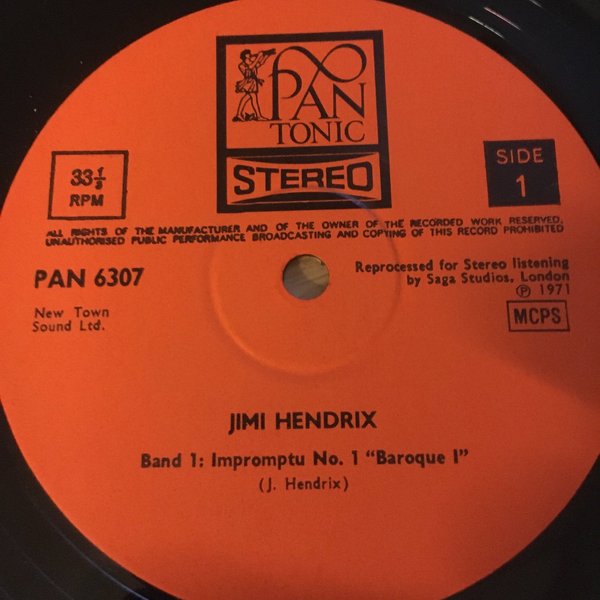 PAN
TONIC
STEREO
33⅓
RPM
SIDE
1
ALL RIGHTS OF THE MANUFACTURER AND OF THE OWNER OF THE RECORDED WORK RESERVED.
UNAUTHORISED PUBLIC PERFORMANCE BROADCASTING AND COPYING OF THIS RECORD PROHIBITED
PAN 6307
Reprocessed for Stereo listening
by Saga Studios, London
℗ 1971
New Town
Sound Ltd.
MCPS
JIMI HENDRIX
Band 1: Impromptu No. 1 “Baroque I”
(J. Hendrix)